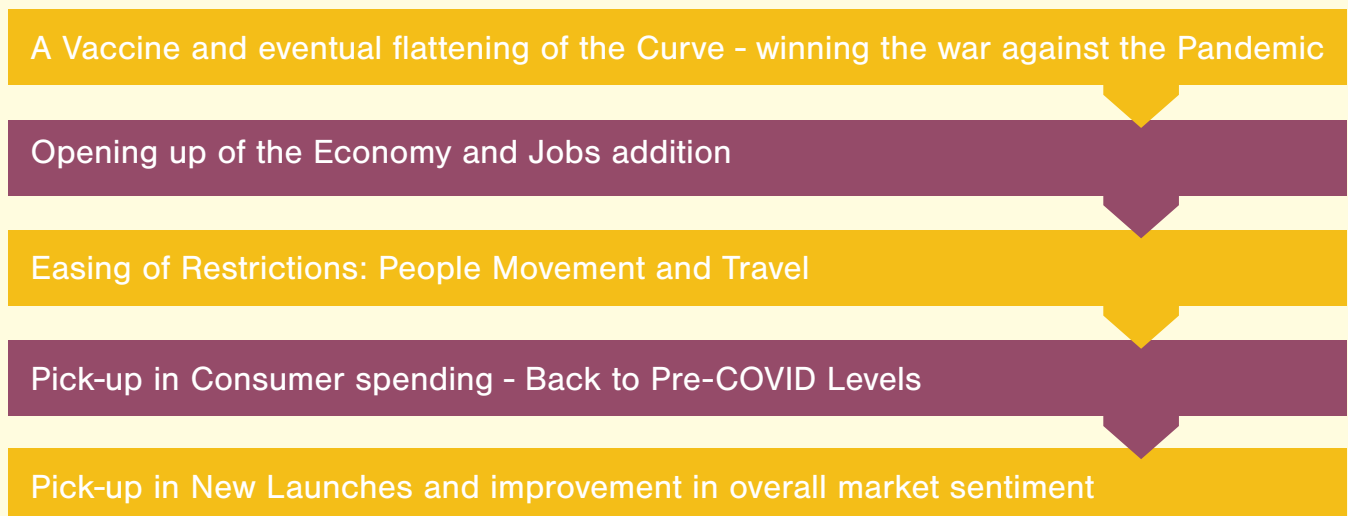 A Vaccine and eventual flattening of the Curve - winning the war against the Pandemic
Opening up of the Economy and Jobs addition
Easing of Restrictions: People Movement and Travel
Pick-up in Consumer spending - Back to Pre-COVID Levels
Pick-up in New Launches and improvement in overall market sentiment